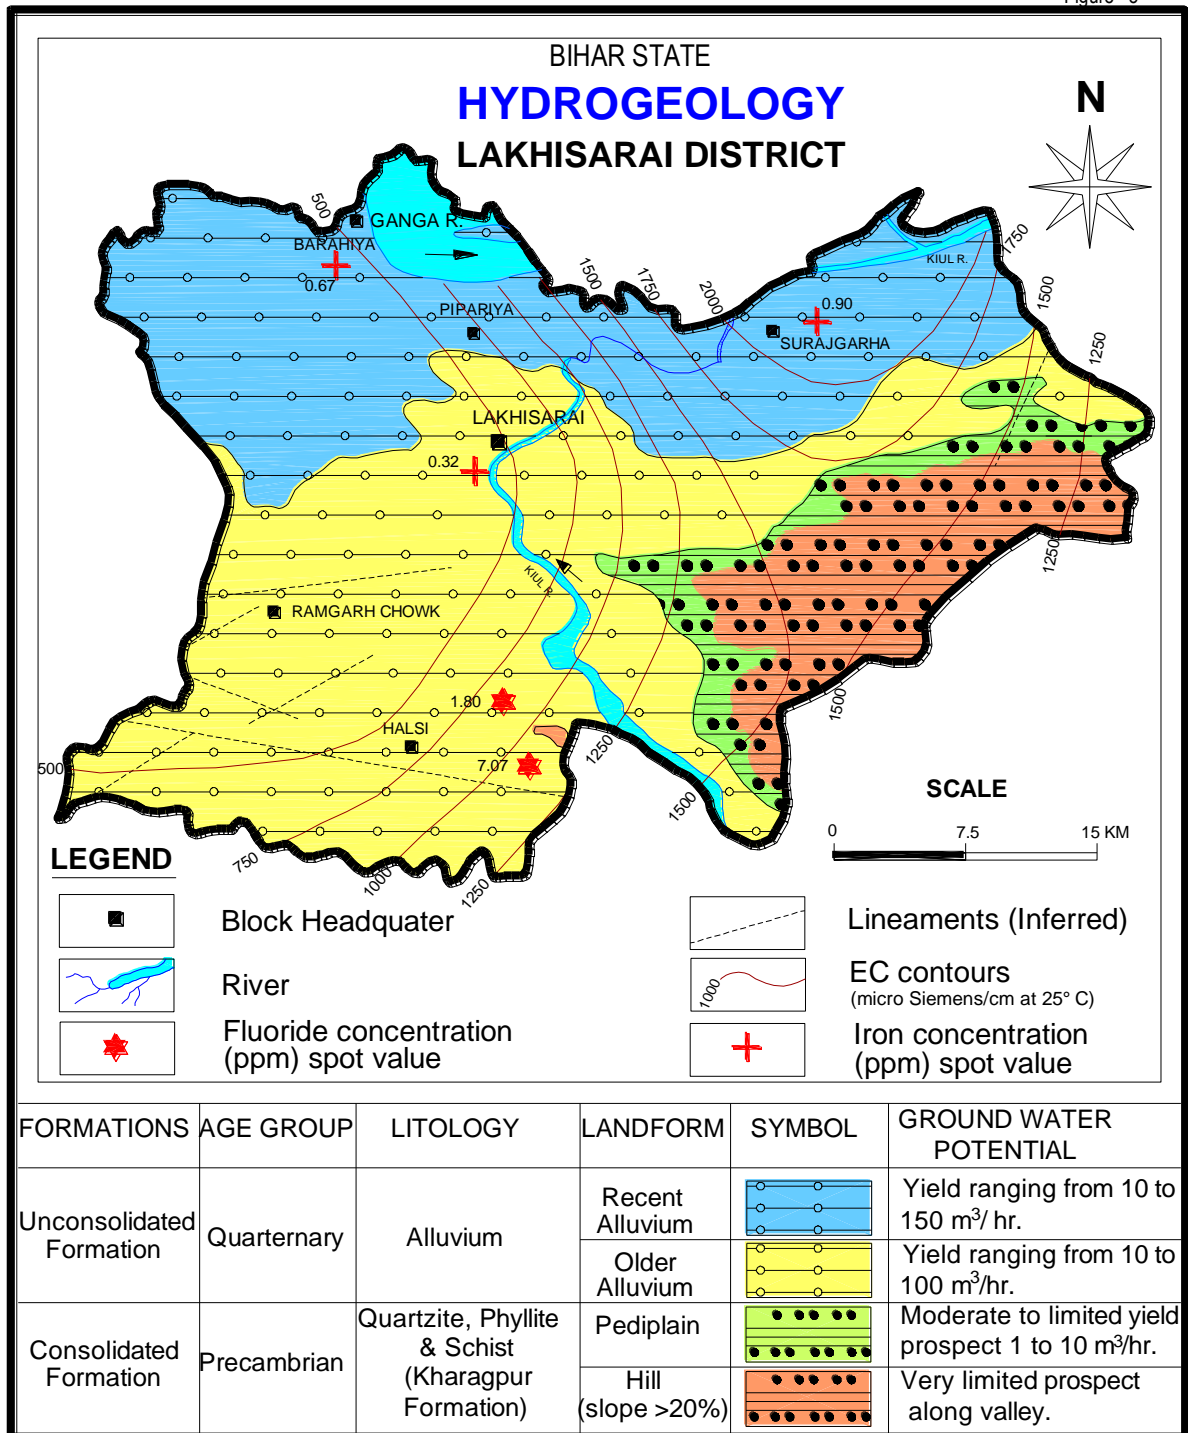 BIHAR STATE
HYDROGEOLOGY
LAKHISARAI DISTRICT
N
500
GANGA R.
BARAHIYA
0.67
PIPARIYA
1500
1750
2000
KIUL R.
1750
1500
1250
0.90
SURAJGARHA
LAKHISARAI
0.32
KIUL R.
RAMGARH CHOWK
1250
1500
1.80
HALSI
7.07
1250
1500
500
750
1000
1250
SCALE
0 7.5 15 KM
LEGEND
Block Headquater
River
Fluoride concentration
(ppm) spot value
Lineaments (Inferred)
1000
EC contours
(micro Siemens/cm at 25° C)
Iron concentration
(ppm) spot value
FORMATIONS AGE GROUP LITOLOGY LANDFORM SYMBOL GROUND WATER
POTENTIAL
Unconsolidated
Formation
Quarternary
Alluvium
Recent
Alluvium
Yield ranging from 10 to
150 m³/ hr.
Older
Alluvium
Yield ranging from 10 to
100 m³/hr.
Consolidated
Formation
Precambrian
Quartzite, Phyllite
& Schist
(Kharagpur
Formation)
Pediplain
Moderate to limited yield
prospect 1 to 10 m³/hr.
Hill
(slope >20%)
Very limited prospect
along valley.